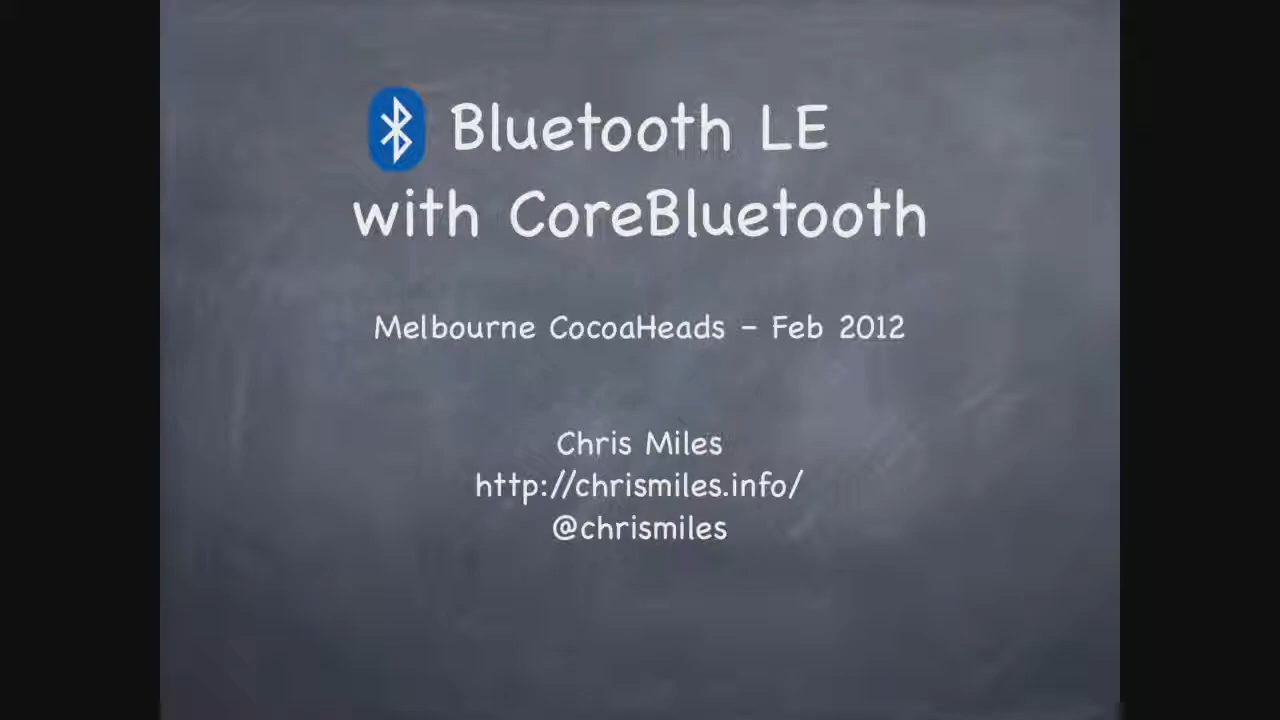 Bluetooth LE
with CoreBluetooth
Melbourne CocoaHeads - Feb 2012
Chris Miles
http://chrismiles.info/
@chrismiles